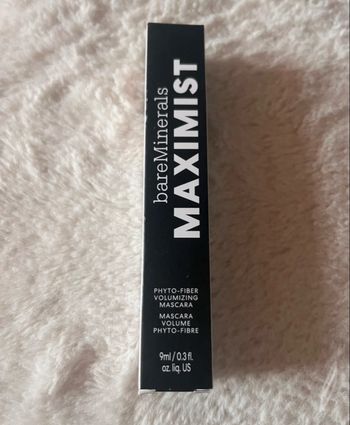 bareMinerals
MAXIMIST
PHYTO-FIBER
VOLUMIZING
MASCARA
MASCARA
VOLUME
PHYTO-FIBRE
9ml / 0.3 fl.
oz. liq. US